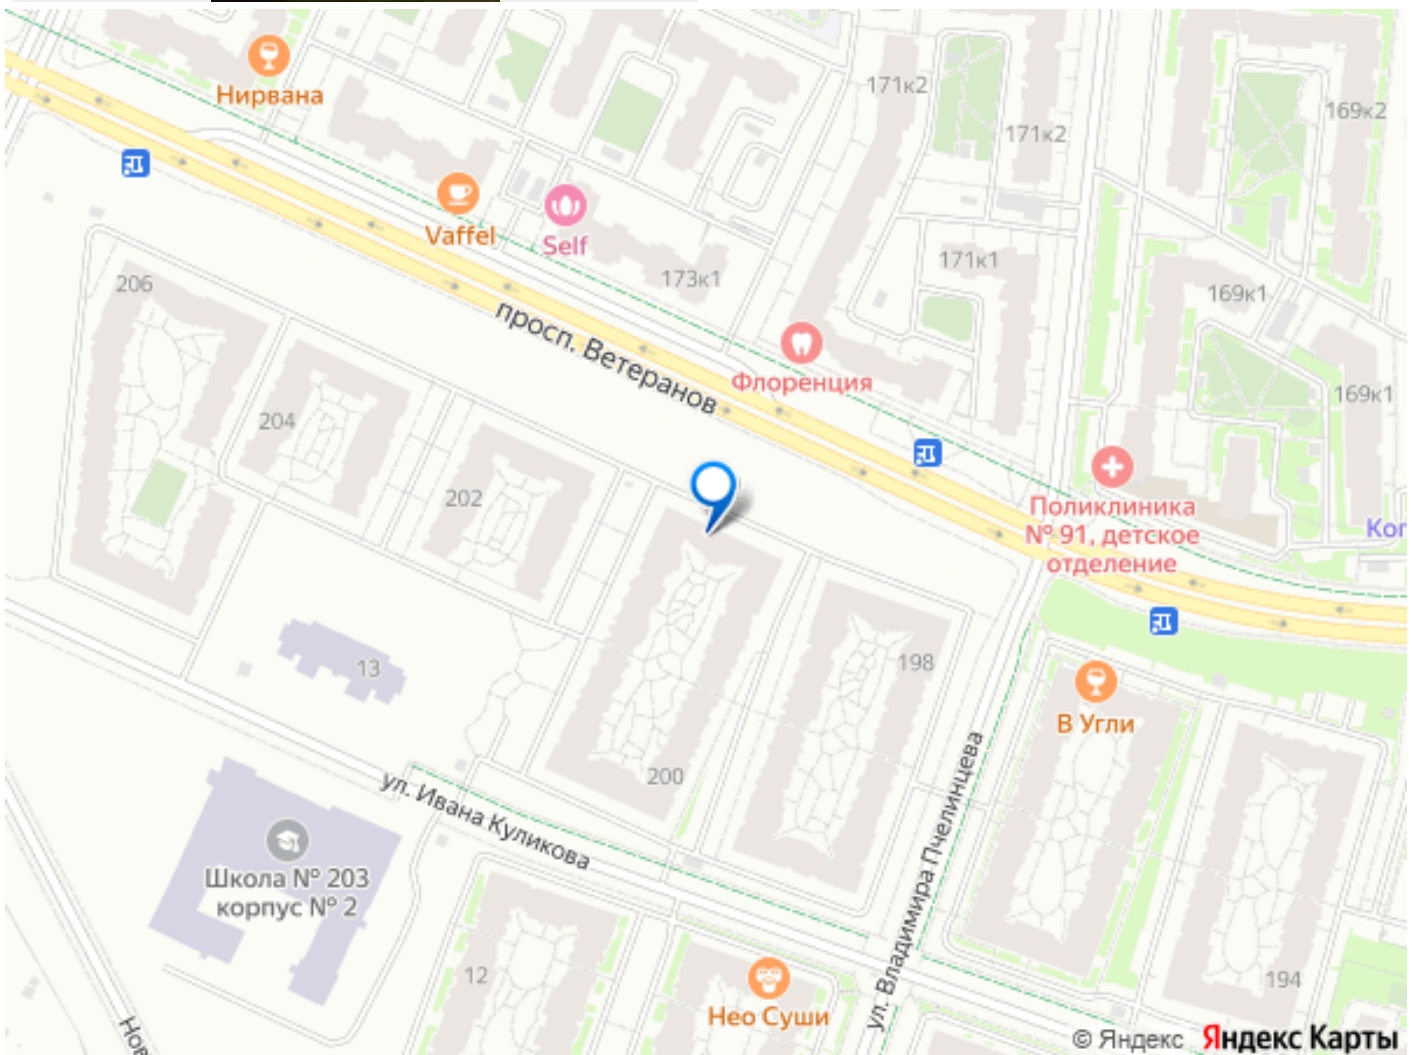 Нирвана
171к2
169к2
171к2
Vaffel
Self
171к1
206
173к1
169к1
просп. Ветеранов
Флоренция
169к1
204
202
Поликлиника
№ 91, детское
отделение
Ког
13
198
В Угли
200
ул. Ивана Куликова
ул. Владимира Пчелинцева
Школа № 203
корпус № 2
12
194
Нео Суши
Нов
© Яндекс Яндекс Карты